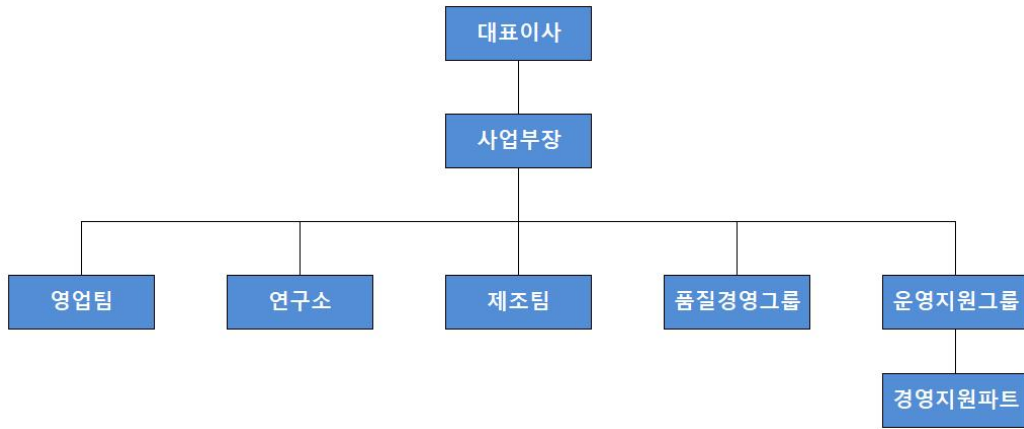 대표이사
사업부장
영업팀
연구소
제조팀
품질경영그룹
운영지원그룹
경영지원파트